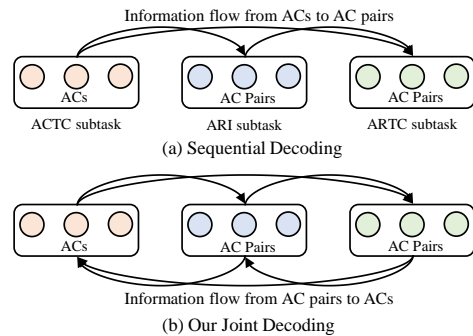 Information flow from ACs to AC pairs
ACs
AC Pairs
AC Pairs
ACTC subtask
ARI subtask
ARTC subtask
(a) Sequential Decoding
ACs
AC Pairs
AC Pairs
Information flow from AC pairs to ACs
(b) Our Joint Decoding